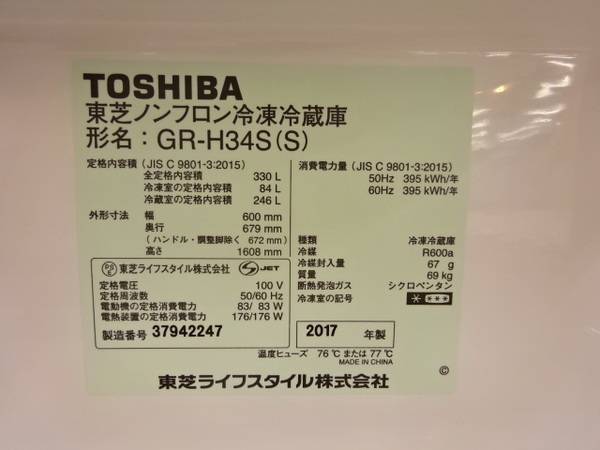 TOSHIBA
東芝ノンフロン冷凍冷蔵庫
形名：GR-H34S(S)
定格内容積（JIS C 9801-3:2015）
全定格内容積 330 L
冷凍室の定格内容積 84 L
冷蔵室の定格内容積 246 L
外形寸法 幅 600 mm
奥行 679 mm
（ハンドル・調整脚除く 672 mm）
高さ 1608 mm
消費電力量（JIS C 9801-3:2015）
50Hz 395 kWh/年
60Hz 395 kWh/年
種類 冷凍冷蔵庫
冷媒 R600a
冷媒封入量 67 g
質量 69 kg
断熱発泡ガス シクロペンタン
冷凍室の記号 * ***
PSE 東芝ライフスタイル株式会社 S JET
定格電圧 100 V
定格周波数 50/60 Hz
電動機の定格消費電力 83/ 83 W
電熱装置の定格消費電力 176/176 W
製造番号 37942247
2017 年製
温度ヒューズ 76 ℃ または 77 ℃
MADE IN CHINA
東芝ライフスタイル株式会社
©